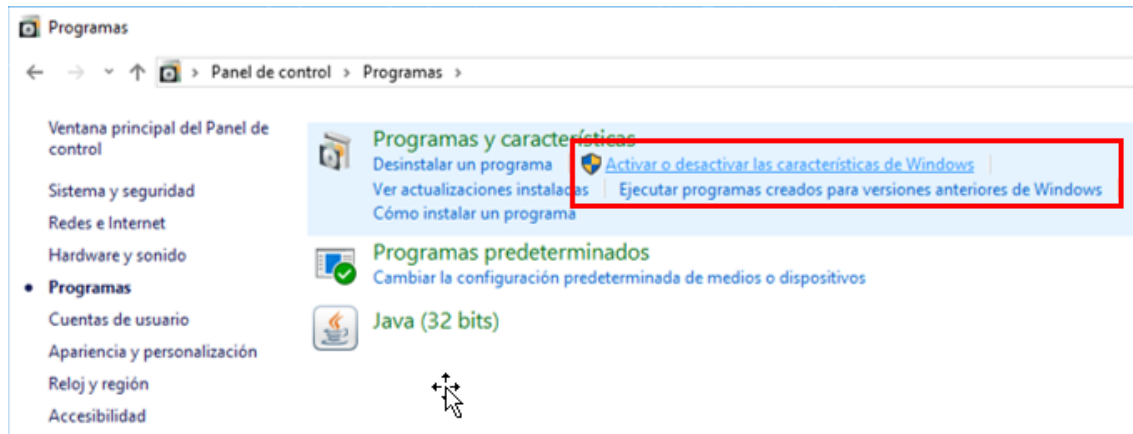 Programas
Panel de control > Programas >
Ventana principal del Panel de
control
Sistema y seguridad
Redes e Internet
Hardware y sonido
Programas
Cuentas de usuario
Apariencia y personalización
Reloj y región
Accesibilidad
Programas y características
Desinstalar un programa Activar o desactivar las características de Windows
Ver actualizaciones instaladas Ejecutar programas creados para versiones anteriores de Windows
Cómo instalar un programa
Programas predeterminados
Cambiar la configuración predeterminada de medios o dispositivos
Java (32 bits)